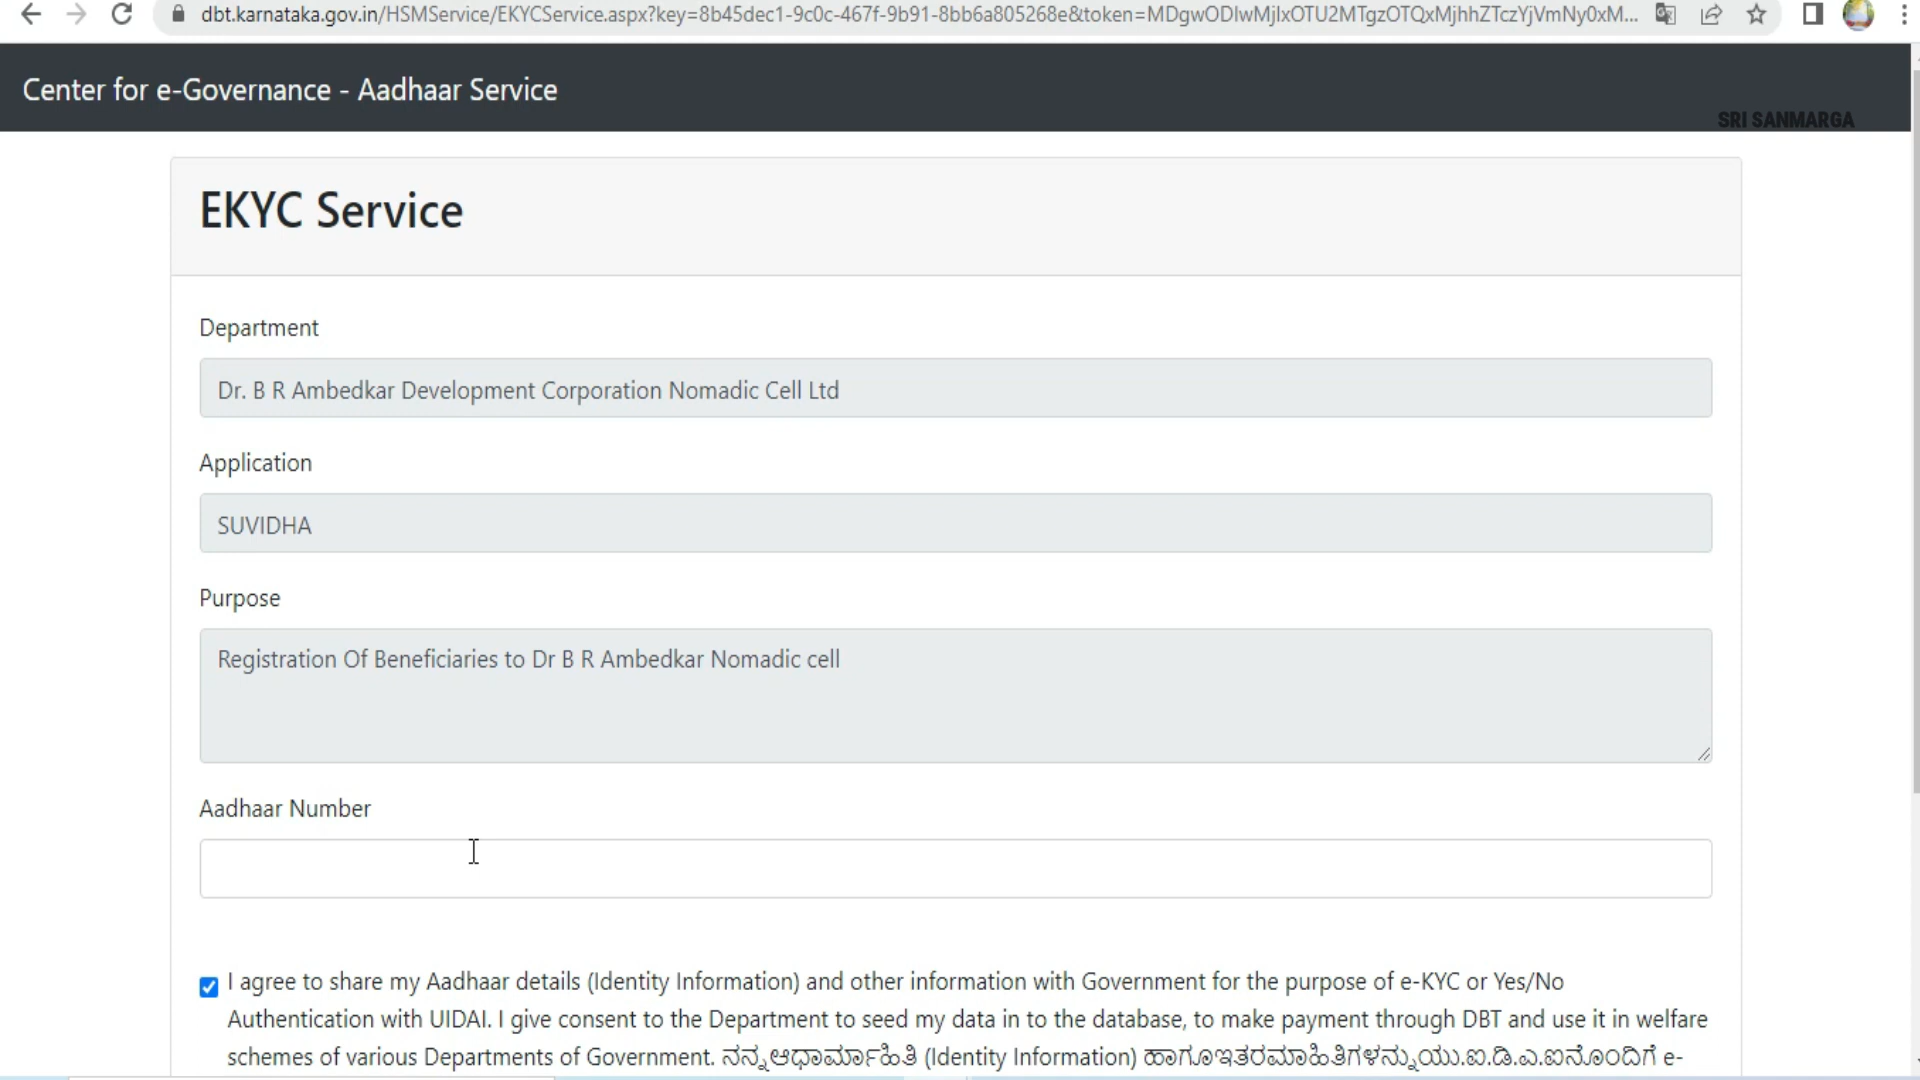 dbt.karnataka.gov.in/HSMService/EKYCService.aspx?key=8b45dec1-9c0c-467f-9b91-8bb6a805268e&token=MDgwODIwMjIxOTU2MTgzOTQxMjhhZTczYjVmNy0xM...
Center for e-Governance - Aadhaar Service
SRI SANMARGA
EKYC Service
Department
Dr. B R Ambedkar Development Corporation Nomadic Cell Ltd
Application
SUVIDHA
Purpose
Registration Of Beneficiaries to Dr B R Ambedkar Nomadic cell
Aadhaar Number
I agree to share my Aadhaar details (Identity Information) and other information with Government for the purpose of e-KYC or Yes/No
Authentication with UIDAI. I give consent to the Department to seed my data in to the database, to make payment through DBT and use it in welfare
schemes of various Departments of Government. ನನ್ನಆಧಾರ್ಮಾಹಿತಿ (Identity Information) ಹಾಗೂಇತರಮಾಹಿತಿಗಳನ್ನುಯು.ಐ.ಡಿ.ಎ.ಐನೊಂದಿಗೆ e-